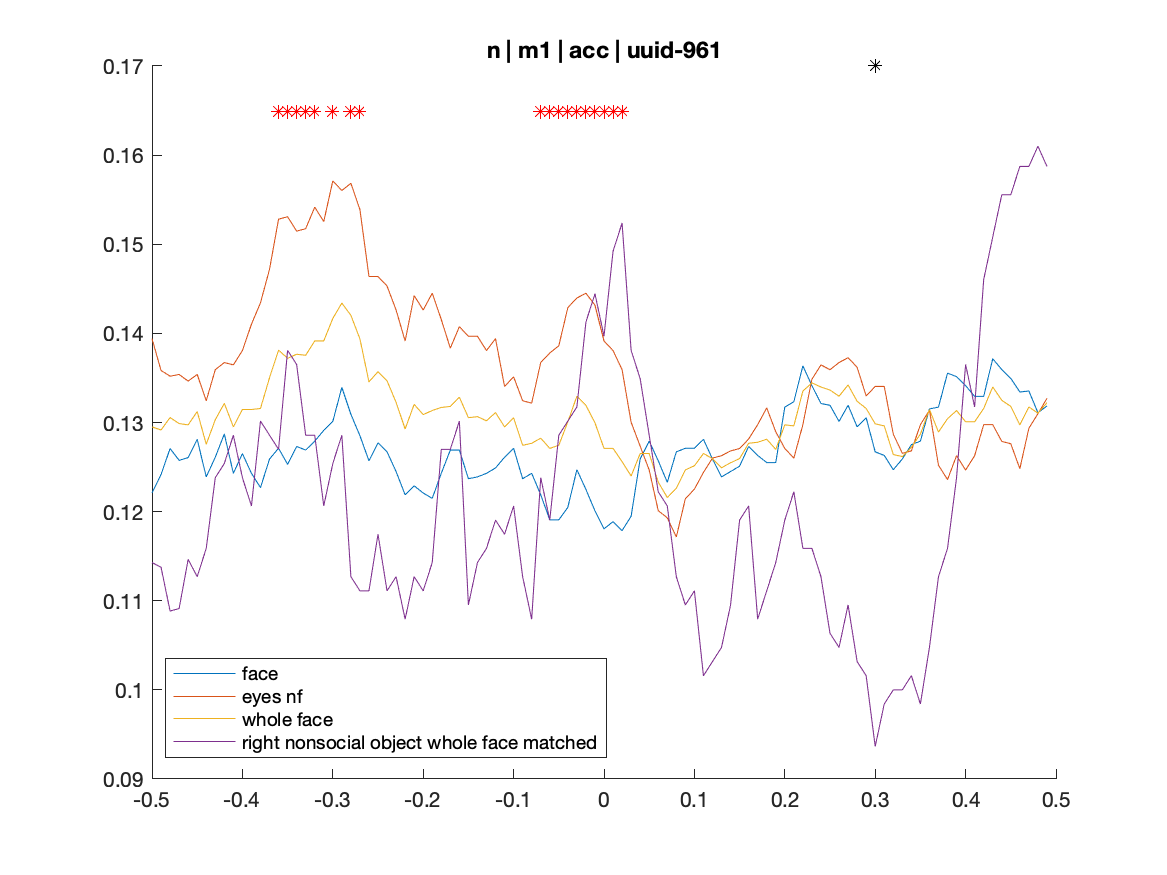 n | m1 | acc | uuid-961
0.17
0.16
0.15
0.14
0.13
0.12
0.11
0.1
0.09
face
eyes nf
whole face
right nonsocial object whole face matched
-0.5 -0.4 -0.3 -0.2 -0.1 0 0.1 0.2 0.3 0.4 0.5